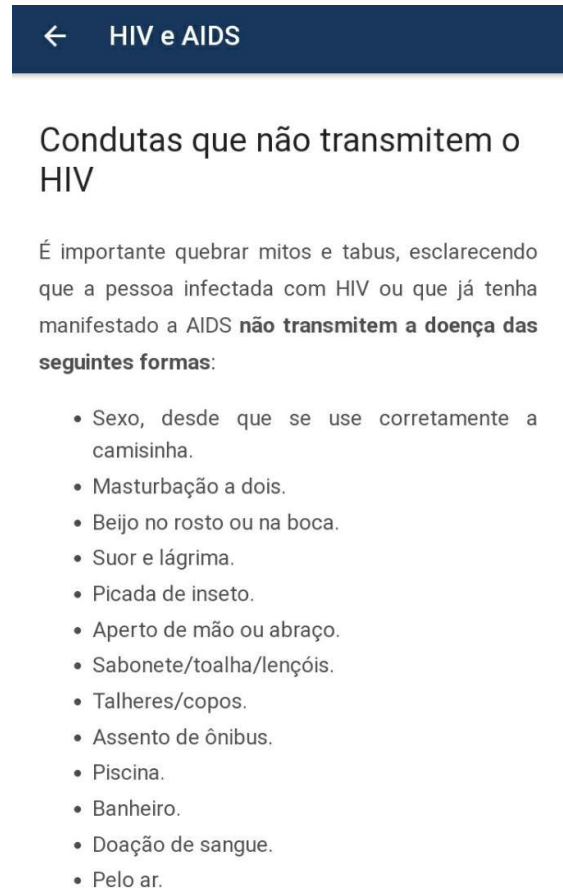 HIV e AIDS
Condutas que não transmitem o
HIV
É importante quebrar mitos e tabus, esclarecendo
que a pessoa infectada com HIV ou que já tenha
manifestado a AIDS não transmitem a doença das
seguintes formas:
• Sexo, desde que se use corretamente a
camisinha.
• Masturbação a dois.
• Beijo no rosto ou na boca.
• Suor e lágrima.
• Picada de inseto.
• Aperto de mão ou abraço.
• Sabonete/toalha/lençóis.
• Talheres/copos.
• Assento de ônibus.
• Piscina.
• Banheiro.
• Doação de sangue.
• Pelo ar.